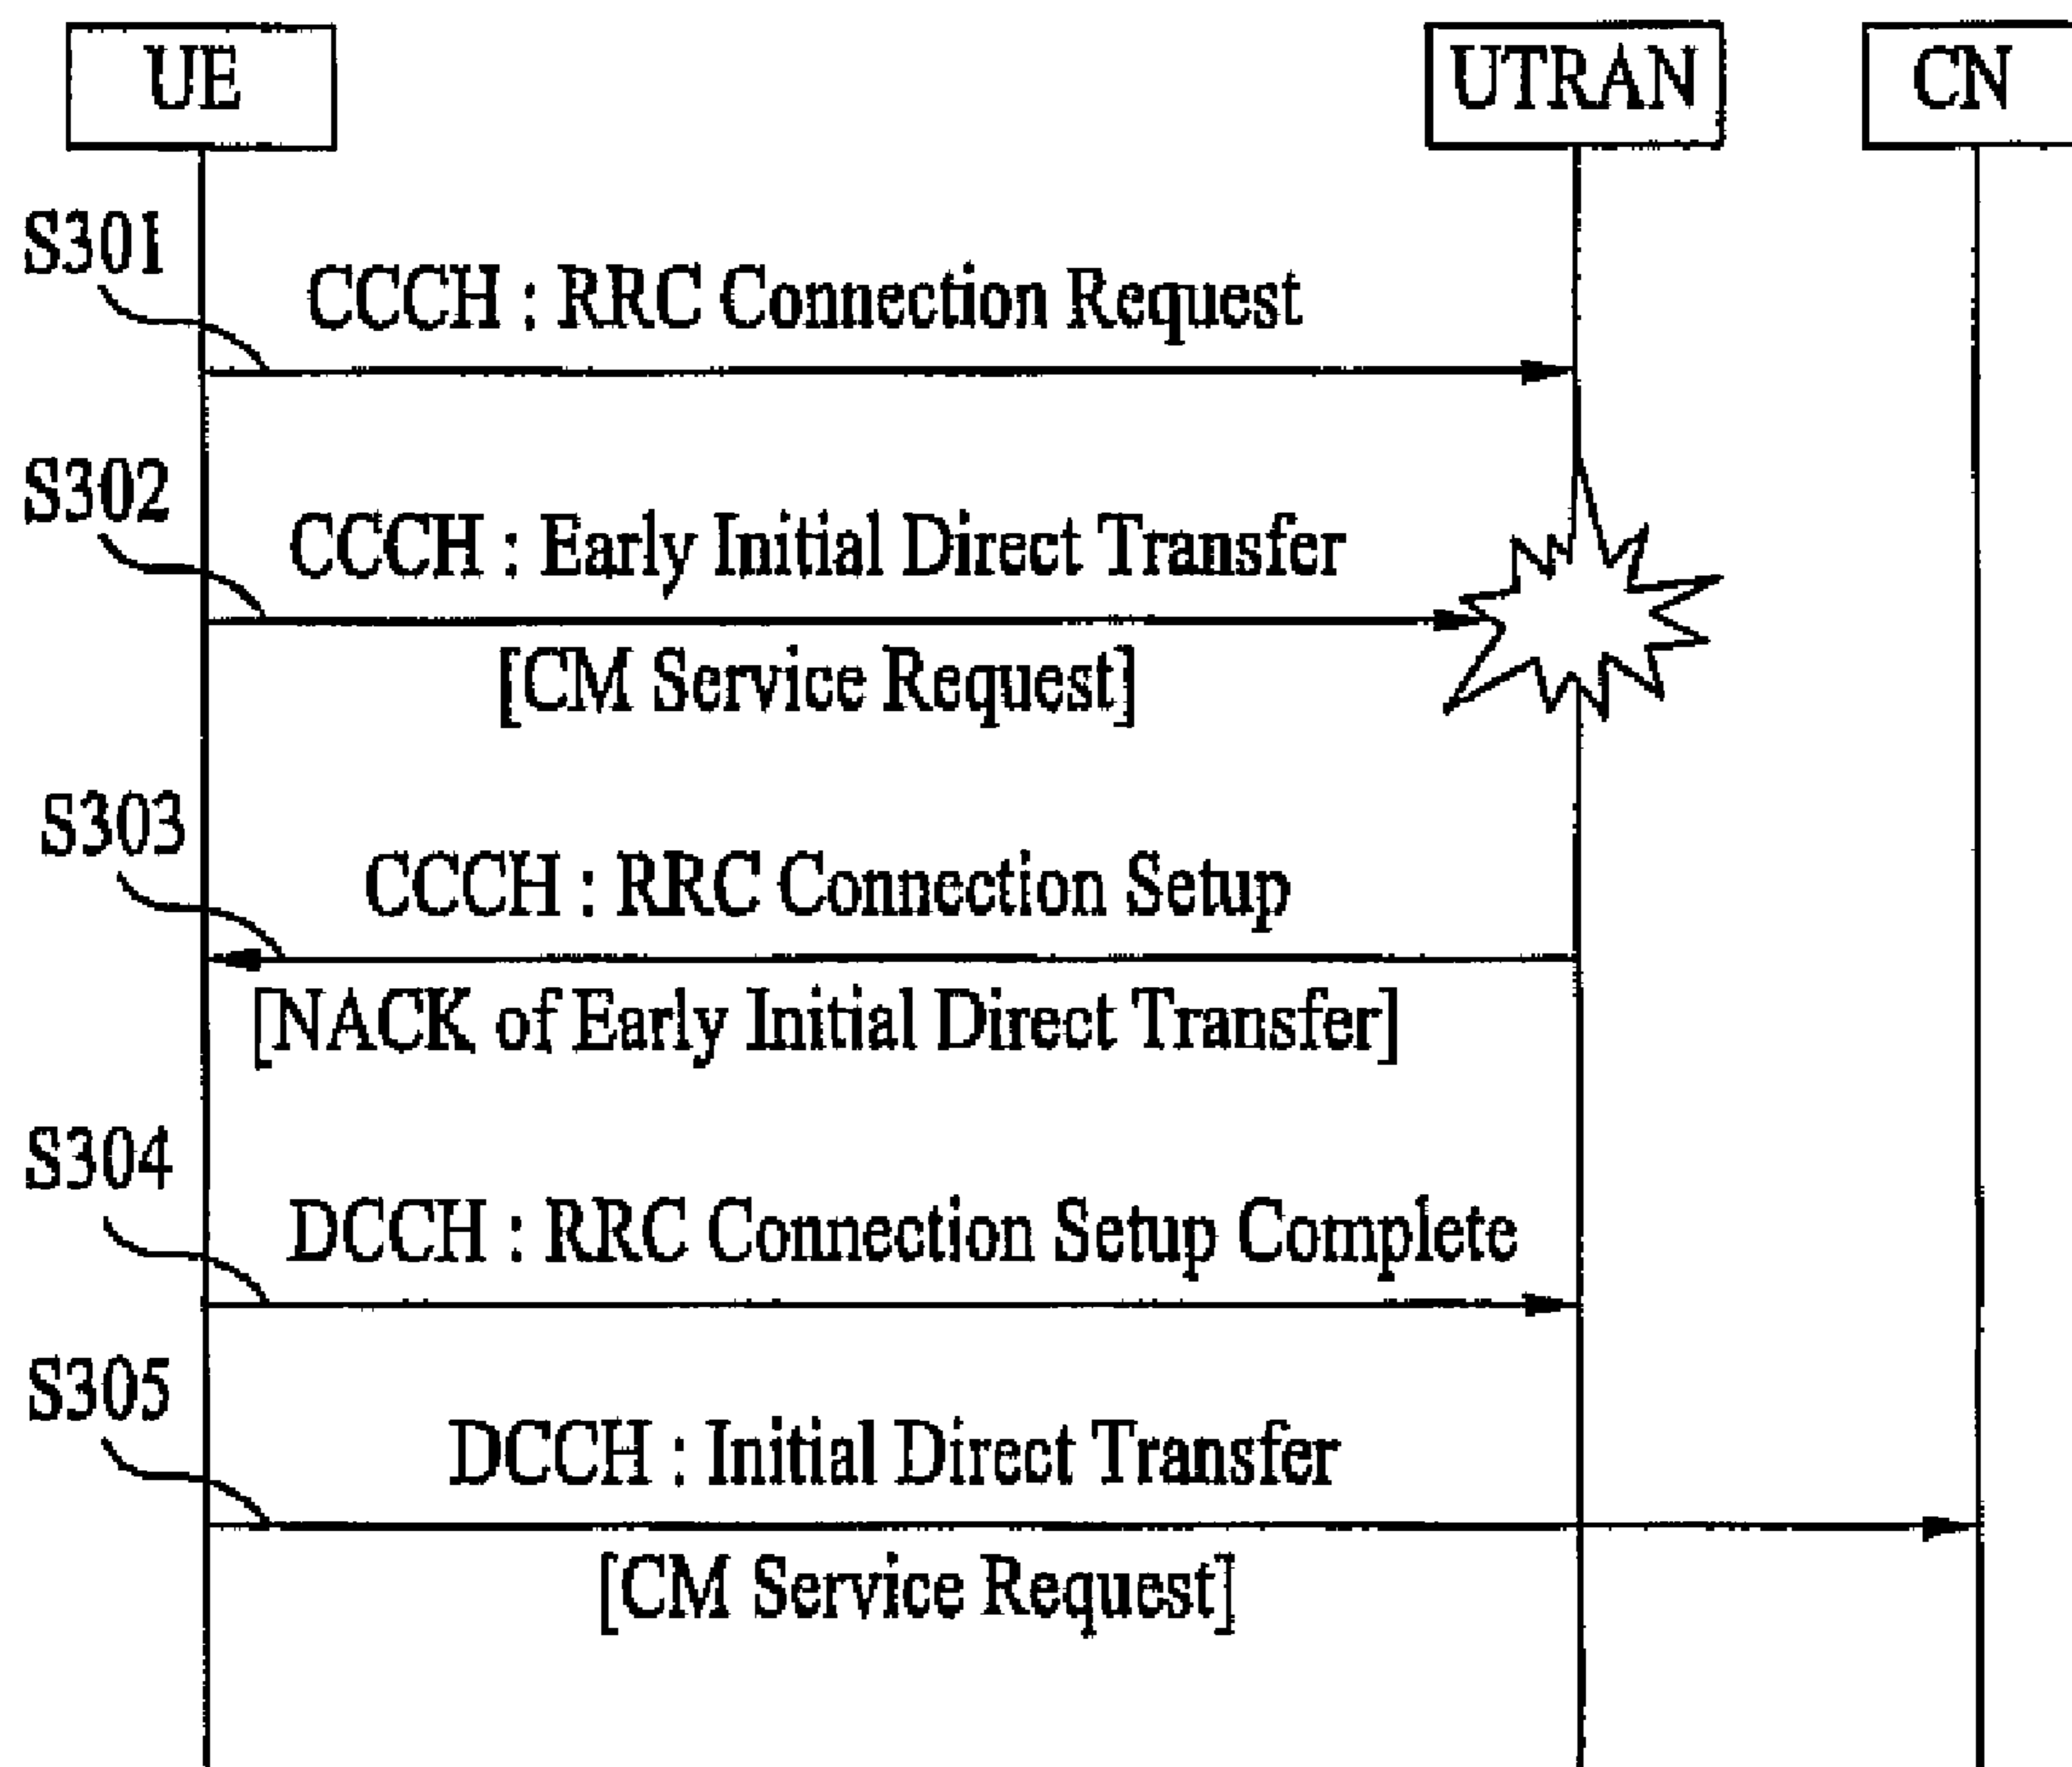 UE
UTRAN
CN
S301
CCCH : RRC Connection Request
S302
CCCH : Early Initial Direct Transfer
[CM Service Request]
S303
CCCH : RRC Connection Setup
[NACK of Early Initial Direct Transfer]
S304
DCCH : RRC Connection Setup Complete
S305
DCCH : Initial Direct Transfer
[CM Service Request]